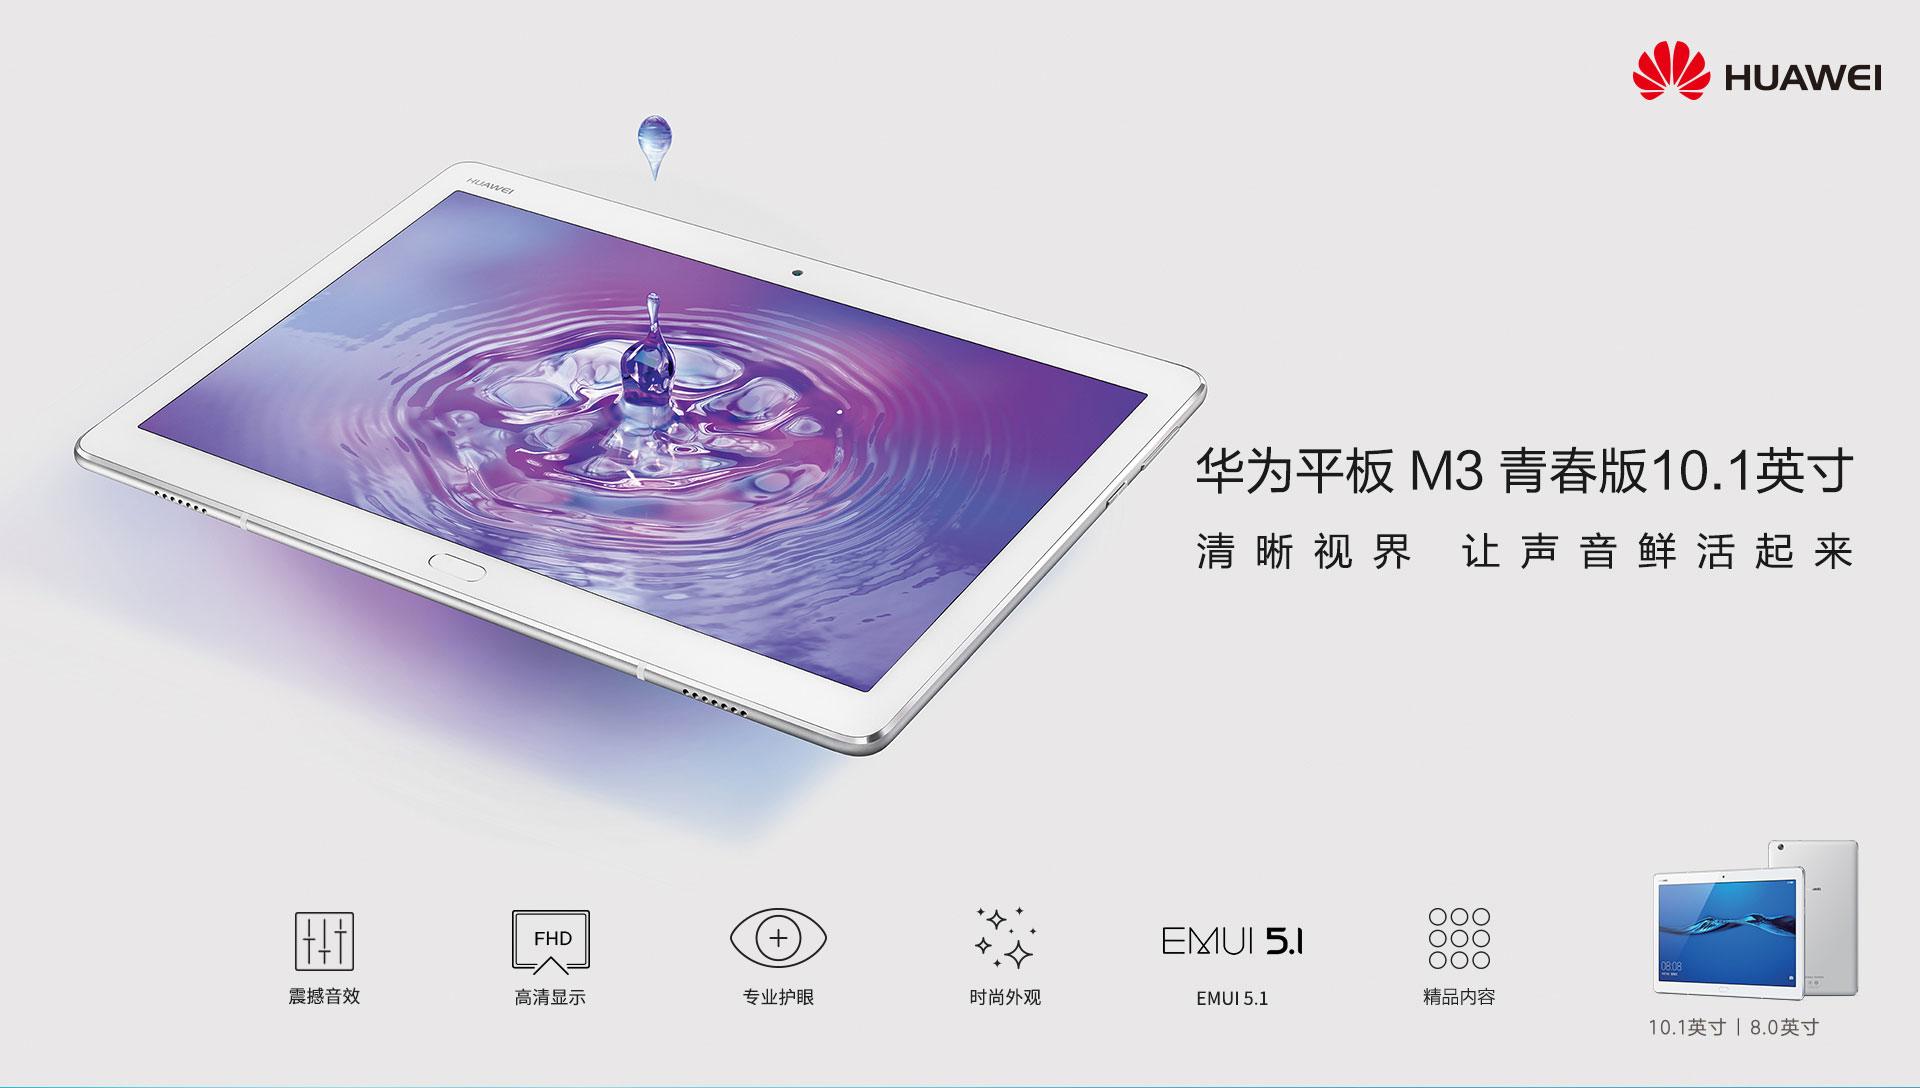 HUAWEI
HUAWEI
华为平板 M3 青春版10.1英寸
清晰视界 让声音鲜活起来
FHD
EMUI 5.1
震撼音效
高清显示
专业护眼
时尚外观
EMUI 5.1
精品内容
08:08
10.1英寸 | 8.0英寸